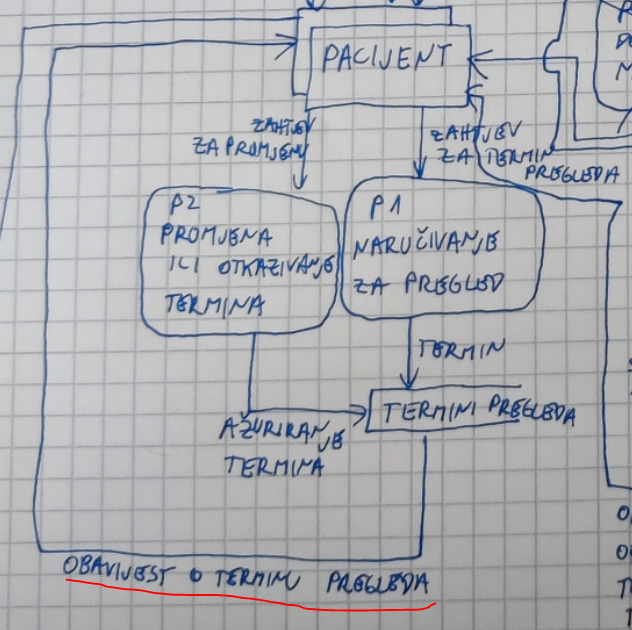 PACIJENT
ZAHTJEV
ZA PROMJENU
ZAHTJEV
ZA TERMIN
PREGLEDA
P2
PROMJENA
ILI OTKAZIVANJE
TERMINA
P1
NARUČIVANJE
ZA PREGLED
TERMIN
TERMINI PREGLEDA
AŽURIRANJE
TERMINA
OBAVIJEST O TERMINU PREGLEDA